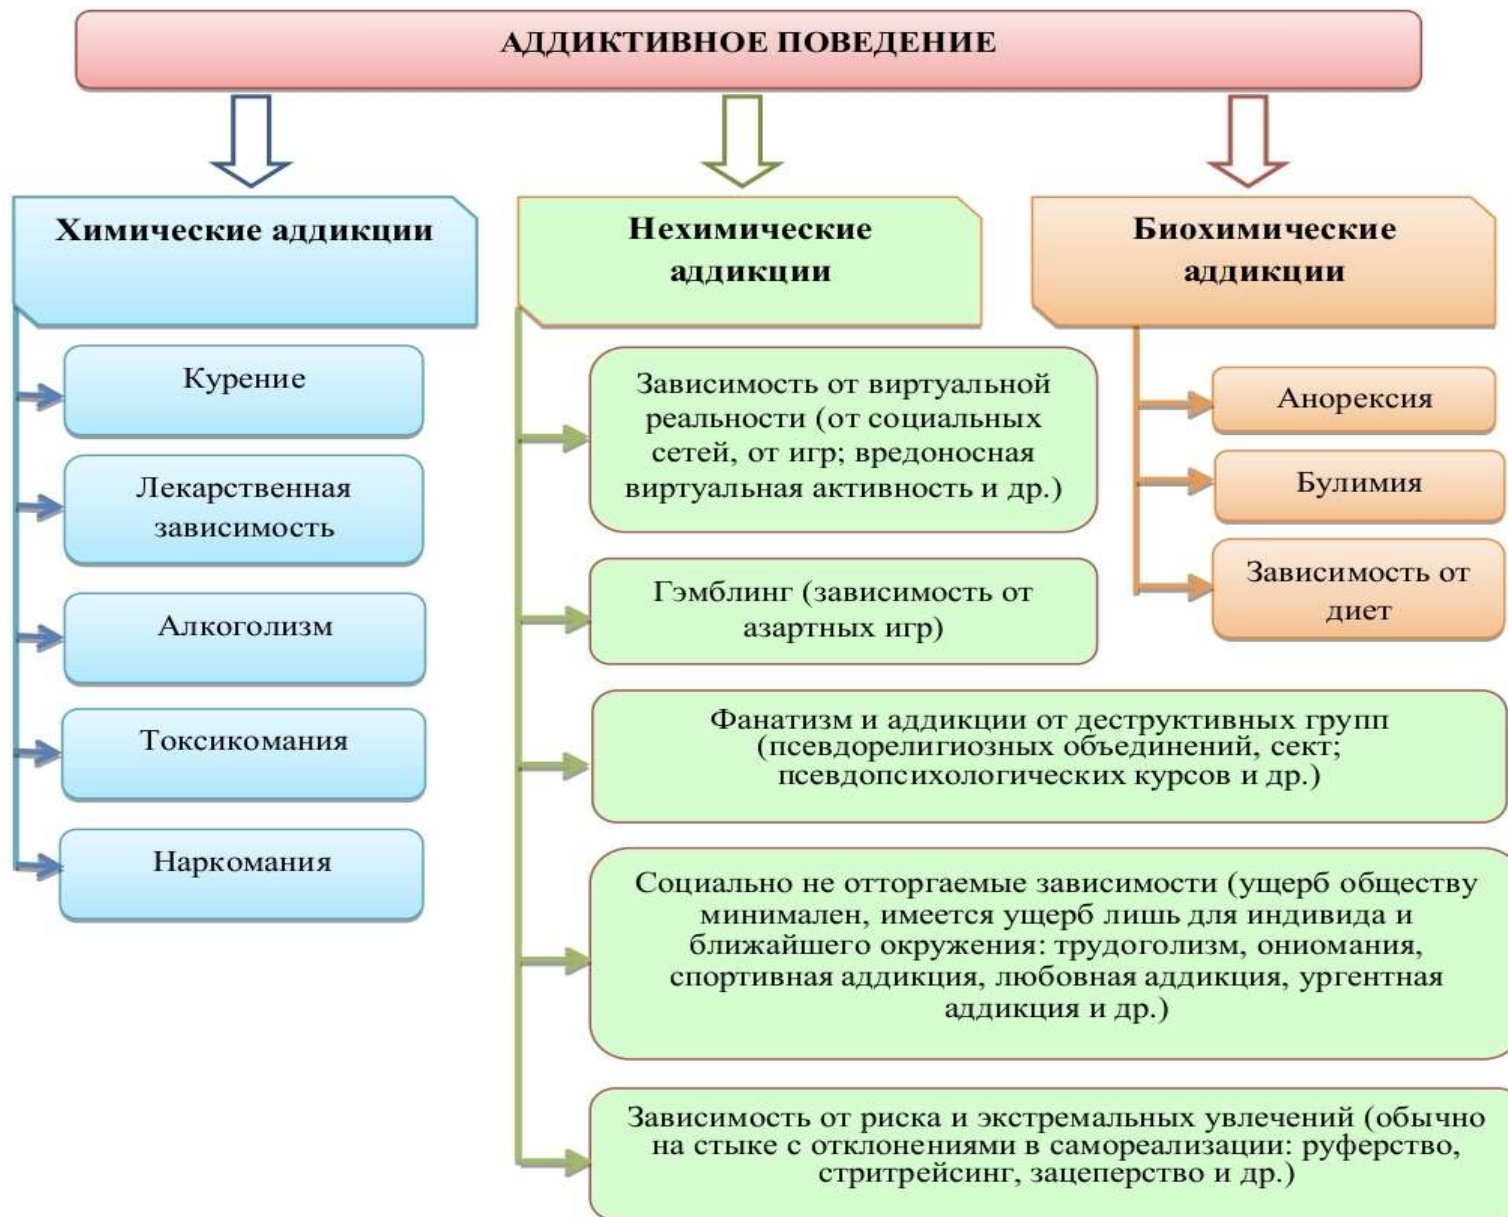 АДДИКТИВНОЕ ПОВЕДЕНИЕ
Химические аддикции
Курение
Лекарственная
зависимость
Алкоголизм
Токсикомания
Наркомания
Нехимические
аддикции
Зависимость от виртуальной
реальности (от социальных
сетей, от игр; вредоносная
виртуальная активность и др.)
Гэмблинг (зависимость от
азартных игр)
Фанатизм и аддикции от деструктивных групп
(псевдорелигиозных объединений, сект;
псевдопсихологических курсов и др.)
Социально не отторгаемые зависимости (ущерб обществу
минимален, имеется ущерб лишь для индивида и
ближайшего окружения: трудоголизм, ониомания,
спортивная аддикция, любовная аддикция, ургентная
аддикция и др.)
Зависимость от риска и экстремальных увлечений (обычно
на стыке с отклонениями в самореализации: руферство,
стритрейсинг, зацеперство и др.)
Биохимические
аддикции
Анорексия
Булимия
Зависимость от
диет